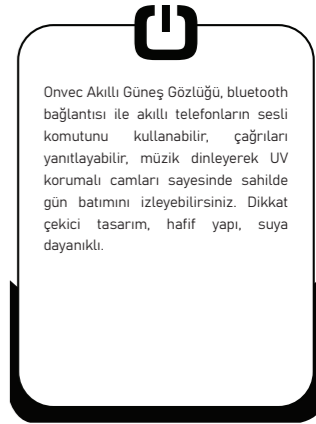 Onvec Akıllı Güneş Gözlüğü, bluetooth
bağlantısı ile akıllı telefonların sesli
komutunu kullanabilir, çağrıları
yanıtlayabilir, müzik dinleyerek UV
korumalı camları sayesinde sahilde
gün batımını izleyebilirsiniz. Dikkat
çekici tasarım, hafif yapı, suya
dayanıklı.